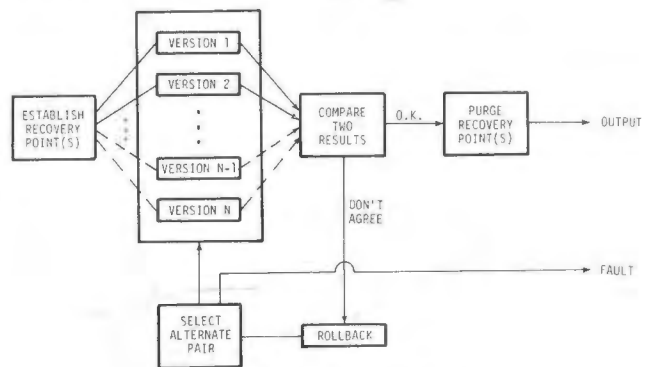 VERSION 1
VERSION 2
ESTABLISH
RECOVERY
POINT(S)
VERSION N-1
VERSION N
COMPARE
TWO
RESULTS
O.K.
PURGE
RECOVERY
POINT(S)
OUTPUT
DON'T
AGREE
FAULT
SELECT
ALTERNATE
PAIR
ROLLBACK